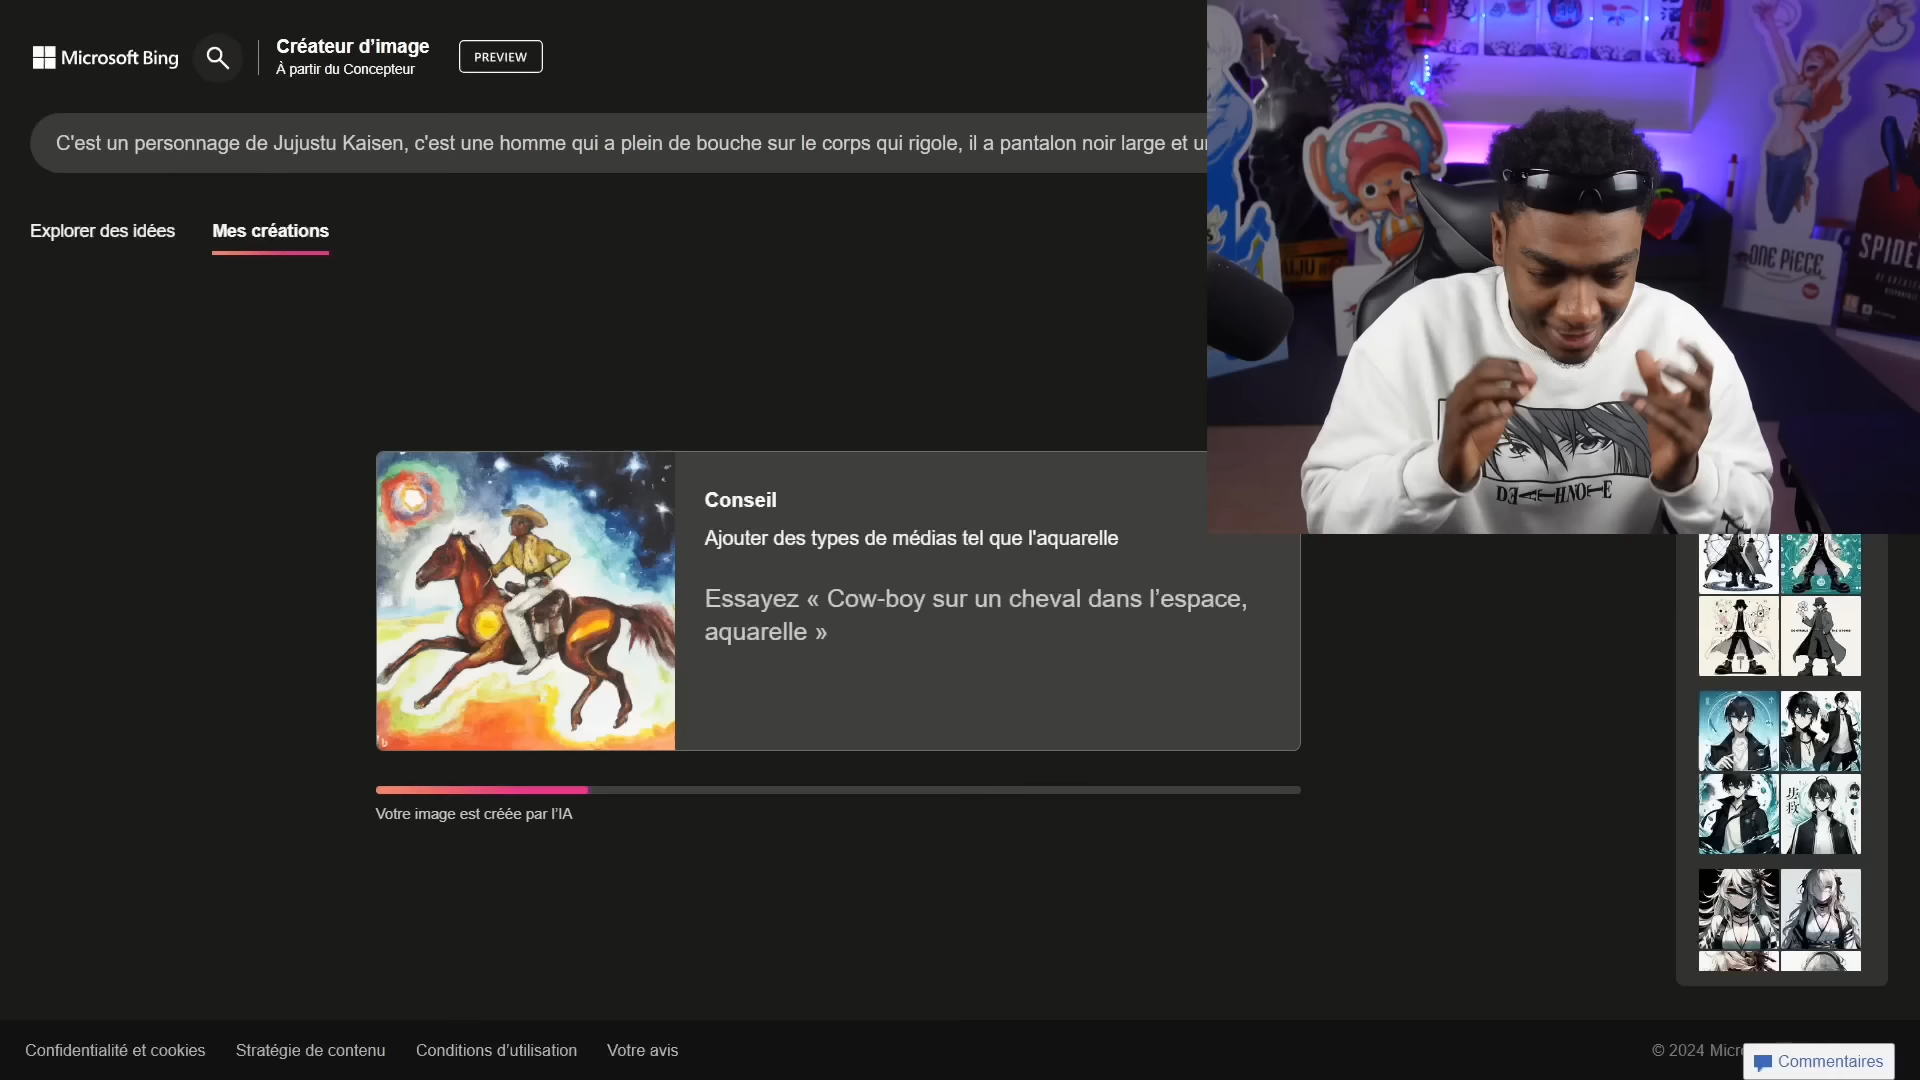 Microsoft Bing
Créateur d’image
À partir du Concepteur
PREVIEW
C'est un personnage de Jujustu Kaisen, c'est une homme qui a plein de bouche sur le corps qui rigole, il a pantalon noir large et
Explorer des idées
Mes créations
ONE PIECE
DEATHNOTE
Conseil
Ajouter des types de médias tel que l'aquarelle
Essayez « Cow-boy sur un cheval dans l’espace,
aquarelle »
Votre image est créée par l’IA
Confidentialité et cookies
Stratégie de contenu
Conditions d’utilisation
Votre avis
© 2024
Commentaires